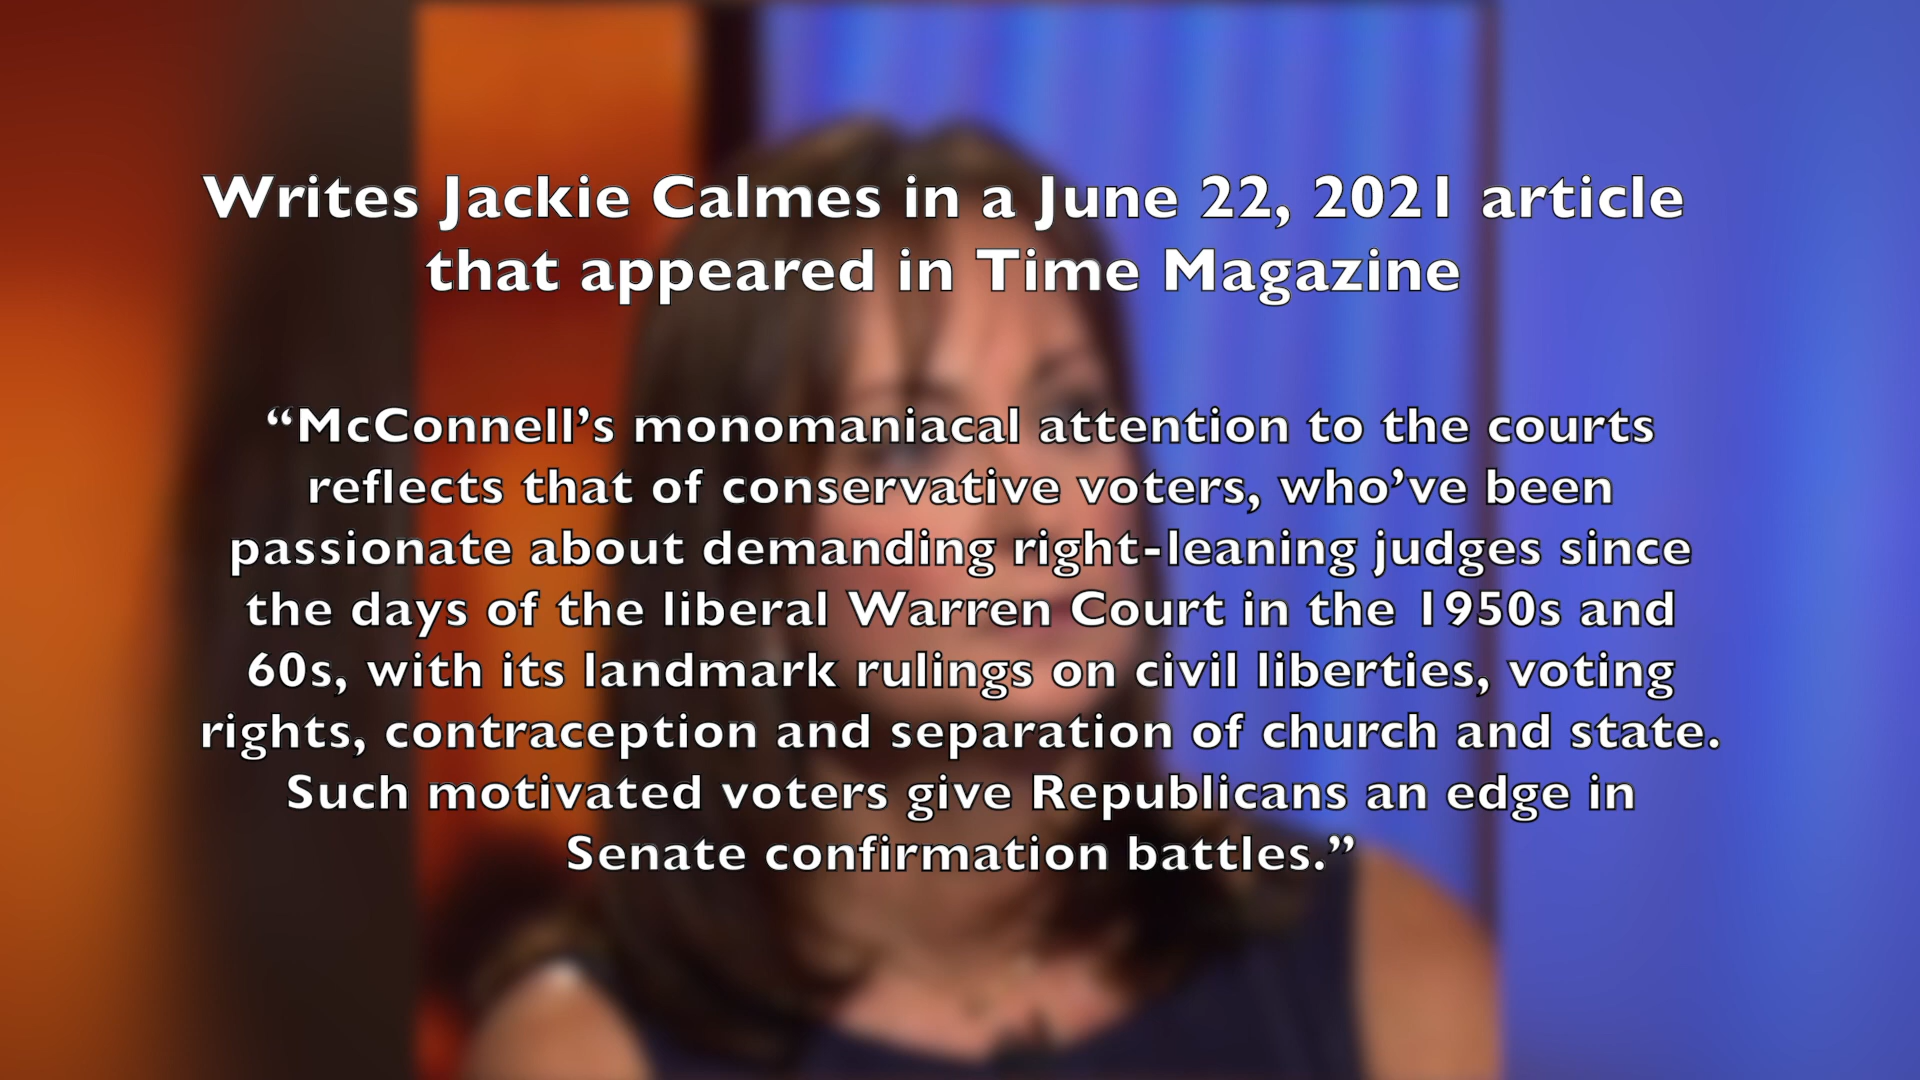 Writes Jackie Calmes in a June 22, 2021 article
that appeared in Time Magazine
“McConnell’s monomaniacal attention to the courts
reflects that of conservative voters, who’ve been
passionate about demanding right-leaning judges since
the days of the liberal Warren Court in the 1950s and
60s, with its landmark rulings on civil liberties, voting
rights, contraception and separation of church and state.
Such motivated voters give Republicans an edge in
Senate confirmation battles.”